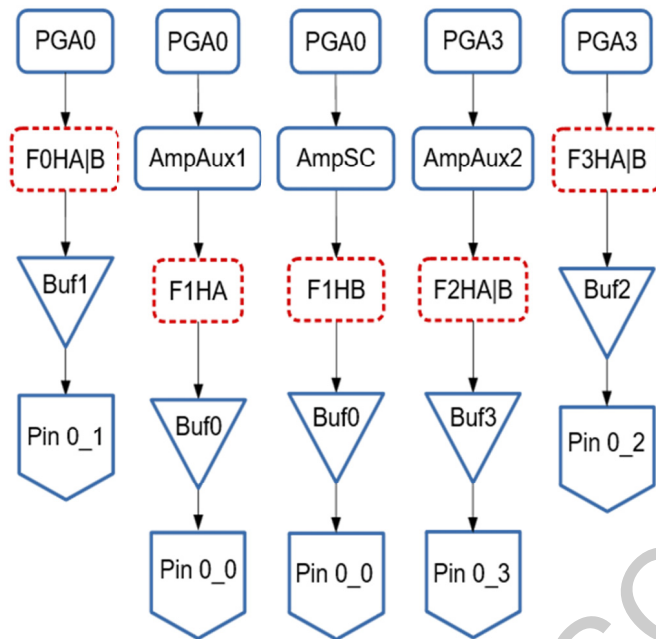 PGA0
PGA0
PGA0
PGA3
PGA3
F0HA|B
AmpAux1
AmpSC
AmpAux2
F3HA|B
Buf1
F1HA
F1HB
F2HA|B
Buf2
Pin 0_1
Buf0
Buf0
Buf3
Pin 0_2
Pin 0_0
Pin 0_0
Pin 0_3